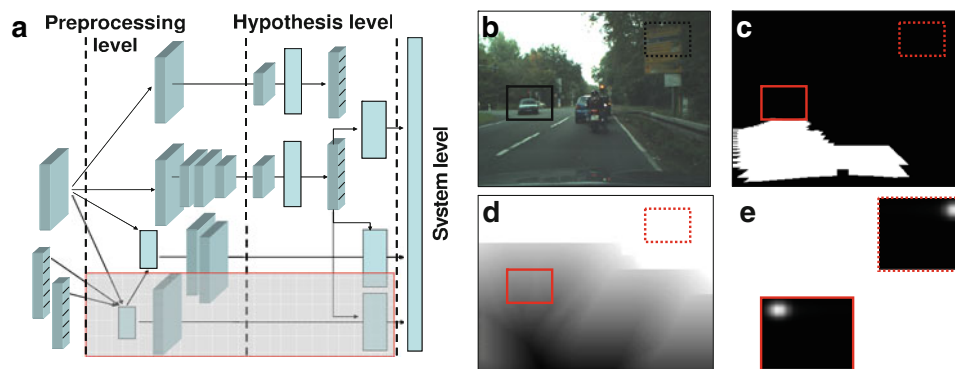 a
Preprocessing level
Hypothesis level
System level
b
c
d
e